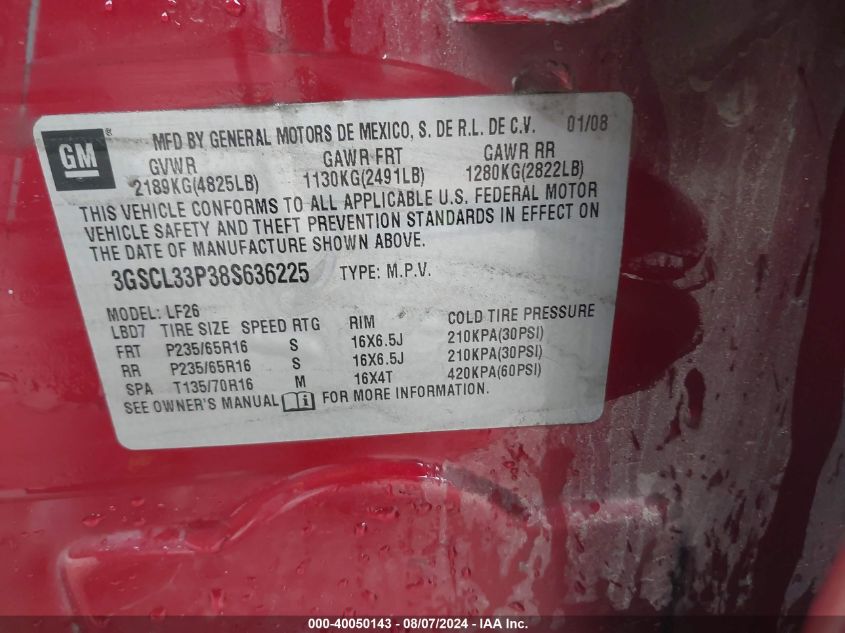 GM ® MFD BY GENERAL MOTORS DE MEXICO, S. DE R.L. DE C.V. 01/08
GVWR GAWR FRT GAWR RR
2189KG(4825LB) 1130KG(2491LB) 1280KG(2822LB)
THIS VEHICLE CONFORMS TO ALL APPLICABLE U.S. FEDERAL MOTOR
VEHICLE SAFETY AND THEFT PREVENTION STANDARDS IN EFFECT ON
THE DATE OF MANUFACTURE SHOWN ABOVE.
3GSCL33P38S636225 TYPE: M.P.V.
MODEL: LF26
LBD7 TIRE SIZE SPEED RTG RIM COLD TIRE PRESSURE
FRT P235/65R16 S 16X6.5J 210KPA(30PSI)
RR P235/65R16 S 16X6.5J 210KPA(30PSI)
SPA T135/70R16 M 16X4T 420KPA(60PSI)
SEE OWNER'S MANUAL FOR MORE INFORMATION.
000-40050143 - 08/07/2024 - IAA Inc.